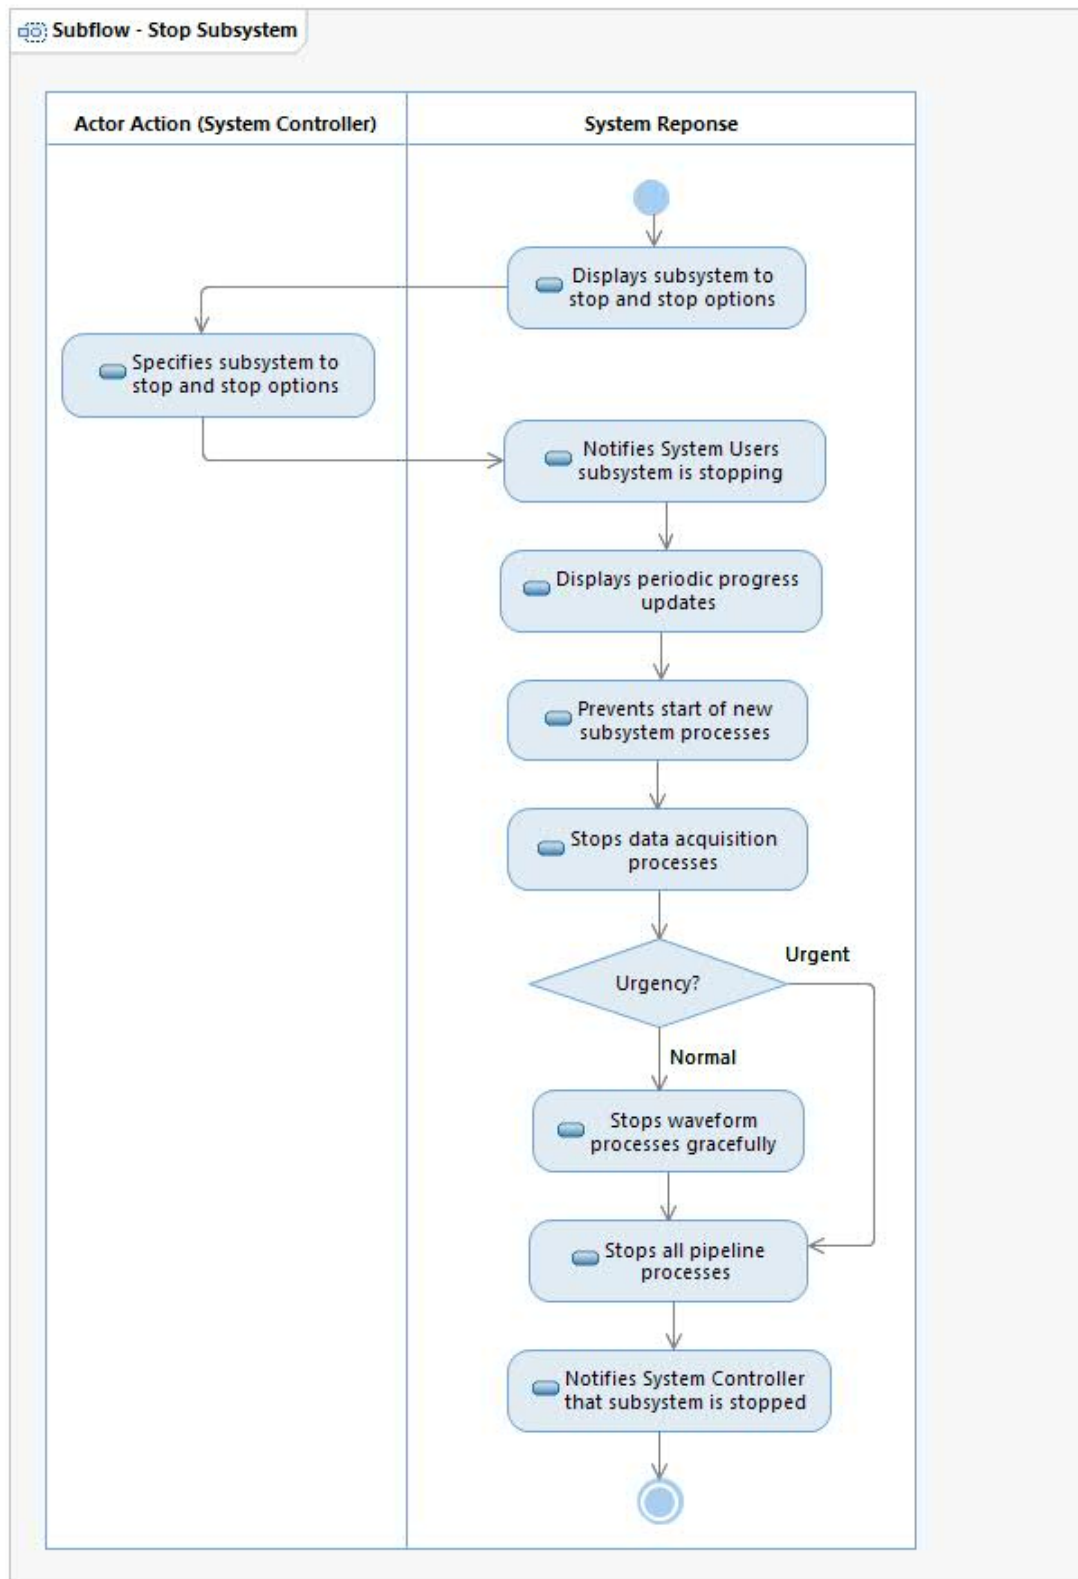 Subflow - Stop Subsystem
Actor Action (System Controller)
System Reponse
Displays subsystem to
stop and stop options
Specifies subsystem to
stop and stop options
Notifies System Users
subsystem is stopping
Displays periodic progress
updates
Prevents start of new
subsystem processes
Stops data acquisition
processes
Urgency?
Urgent
Normal
Stops waveform
processes gracefully
Stops all pipeline
processes
Notifies System Controller
that subsystem is stopped